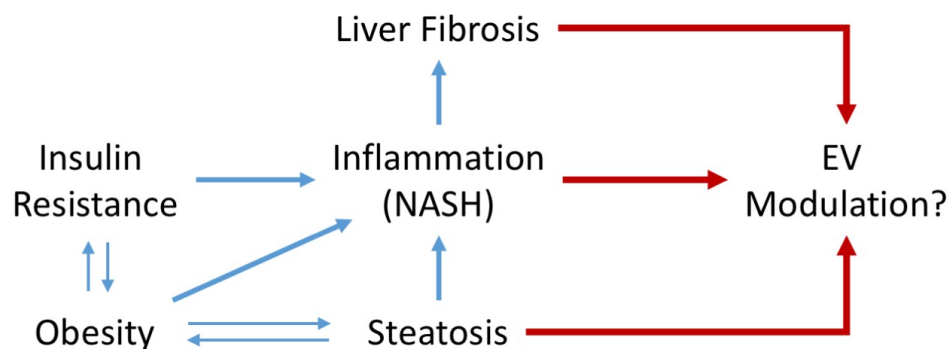 Liver Fibrosis
Insulin
Resistance
Inflammation
(NASH)
EV
Modulation?
Obesity
Steatosis